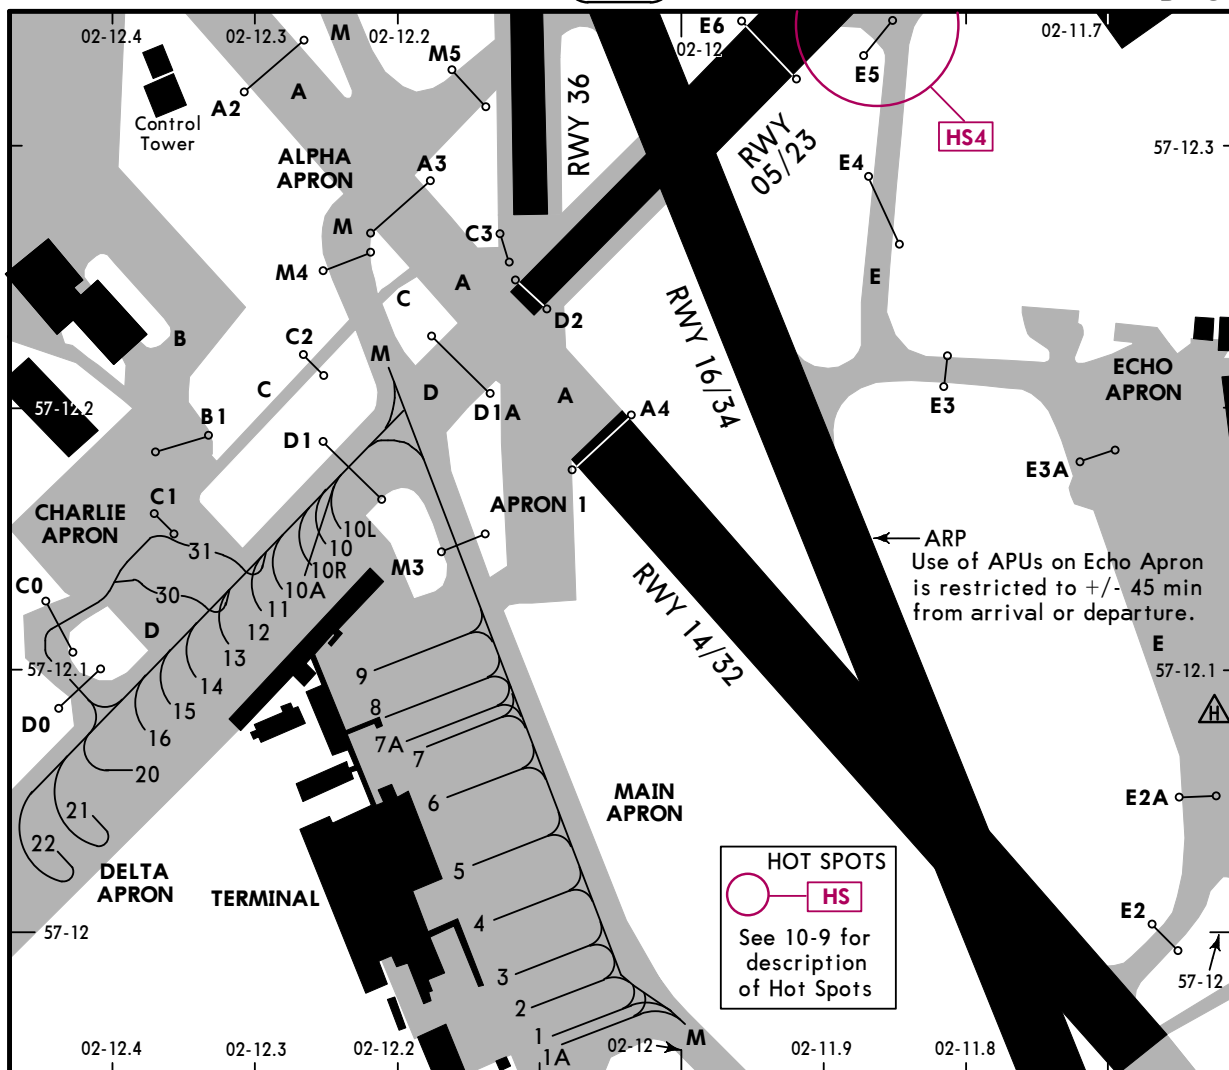 02-12.4
02-12.3
M
02-12.2
E6
02-12
02-11.7
M5
E5
A2
A
Control
Tower
HS4
RWY 36
RWY
05/23
57-12.3
ALPHA
APRON
A3
E4
M
C3
M4
C
A
E
D2
RWY 16/34
B
C2
M
ECHO
APRON
C
D
A
57-12.2
B1
D1A
A4
E3
D1
E3A
C1
CHARLIE
APRON
APRON 1
10L
10
31
10R
M3
ARP
Use of APUs on Echo Apron
is restricted to +/- 45 min
from arrival or departure.
C0
30
10A
11
RWY 14/32
D
12
13
E
57-12.1
9
57-12.1
14
D0
15
8
H
16
7A
7
20
MAIN
APRON
E2A
21
6
22
5
HOT SPOTS
DELTA
APRON
TERMINAL
HS
4
E2
57-12
See 10-9 for
description
of Hot Spots
3
57-12
2
1
M
1A
02-12.4
02-12.3
02-12.2
02-12
02-11.9
02-11.8